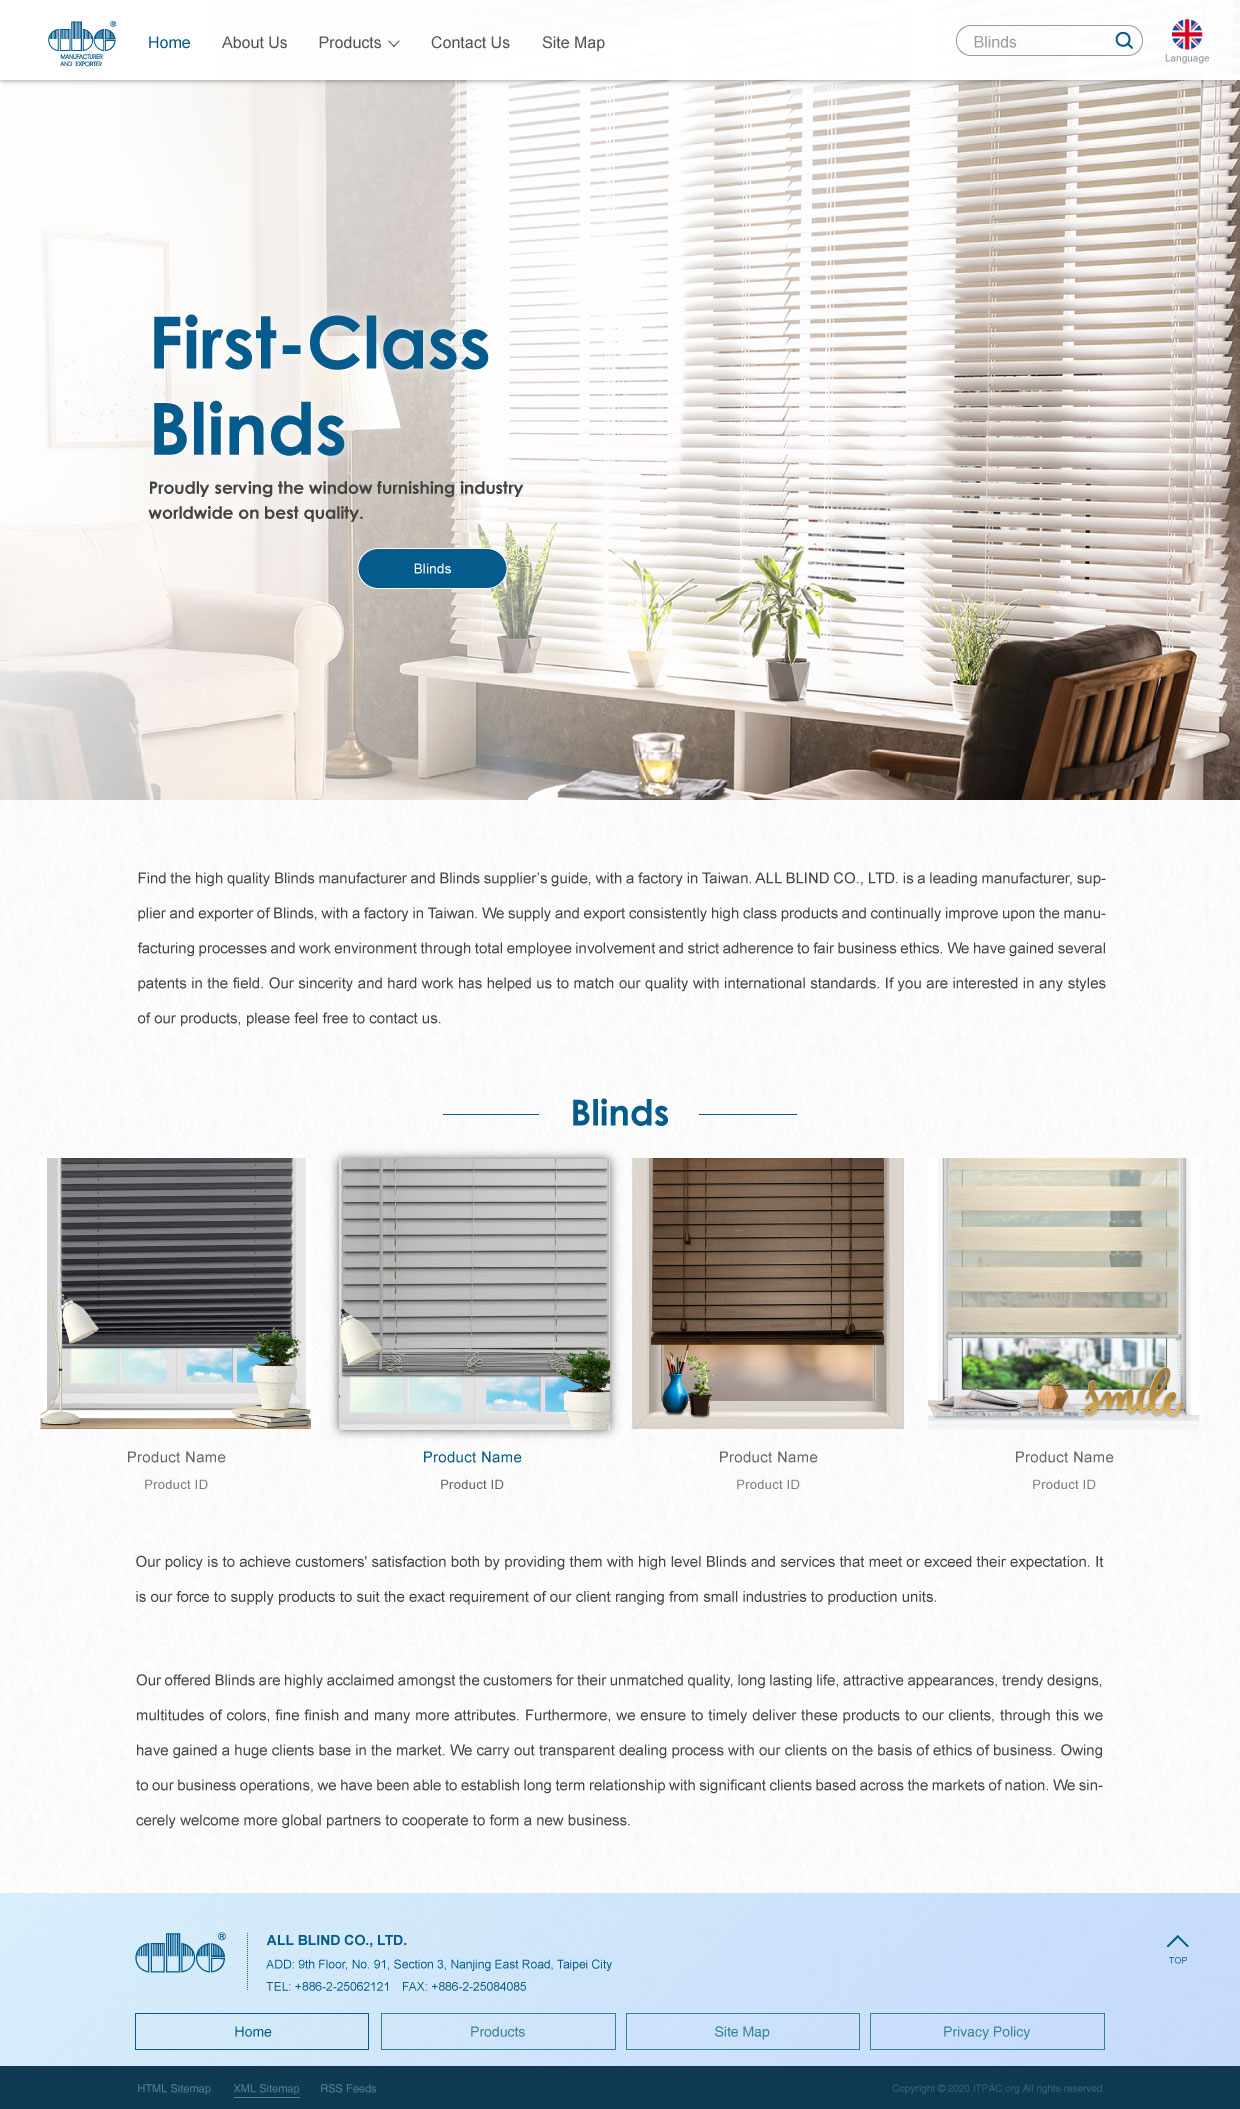 abc®
MANUFACTURER
AND EXPORTER
Home
About Us
Products
Contact Us
Site Map
Blinds
Language
First-Class
Blinds
Proudly serving the window furnishing industry
worldwide on best quality.
Blinds
Find the high quality Blinds manufacturer and Blinds supplier's guide, with a factory in Taiwan. ALL BLIND CO., LTD. is a leading manufacturer, sup-
plier and exporter of Blinds, with a factory in Taiwan. We supply and export consistently high class products and continually improve upon the manu-
facturing processes and work environment through total employee involvement and strict adherence to fair business ethics. We have gained several
patents in the field. Our sincerity and hard work has helped us to match our quality with international standards. If you are interested in any styles
of our products, please feel free to contact us.
Blinds
smile
Product Name
Product ID
Product Name
Product ID
Product Name
Product ID
Product Name
Product ID
Our policy is to achieve customers' satisfaction both by providing them with high level Blinds and services that meet or exceed their expectation. It
is our force to supply products to suit the exact requirement of our client ranging from small industries to production units.
Our offered Blinds are highly acclaimed amongst the customers for their unmatched quality, long lasting life, attractive appearances, trendy designs,
multitudes of colors, fine finish and many more attributes. Furthermore, we ensure to timely deliver these products to our clients, through this we
have gained a huge clients base in the market. We carry out transparent dealing process with our clients on the basis of ethics of business. Owing
to our business operations, we have been able to establish long term relationship with significant clients based across the markets of nation. We sin-
cerely welcome more global partners to cooperate to form a new business.
abc®
ALL BLIND CO., LTD.
ADD: 9th Floor, No. 91, Section 3, Nanjing East Road, Taipei City
TEL: +886-2-25062121 FAX: +886-2-25084085
TOP
Home
Products
Site Map
Privacy Policy
HTML Sitemap
XML Sitemap
RSS Feeds
Copyright © 2020 ITPAC.org All rights reserved.